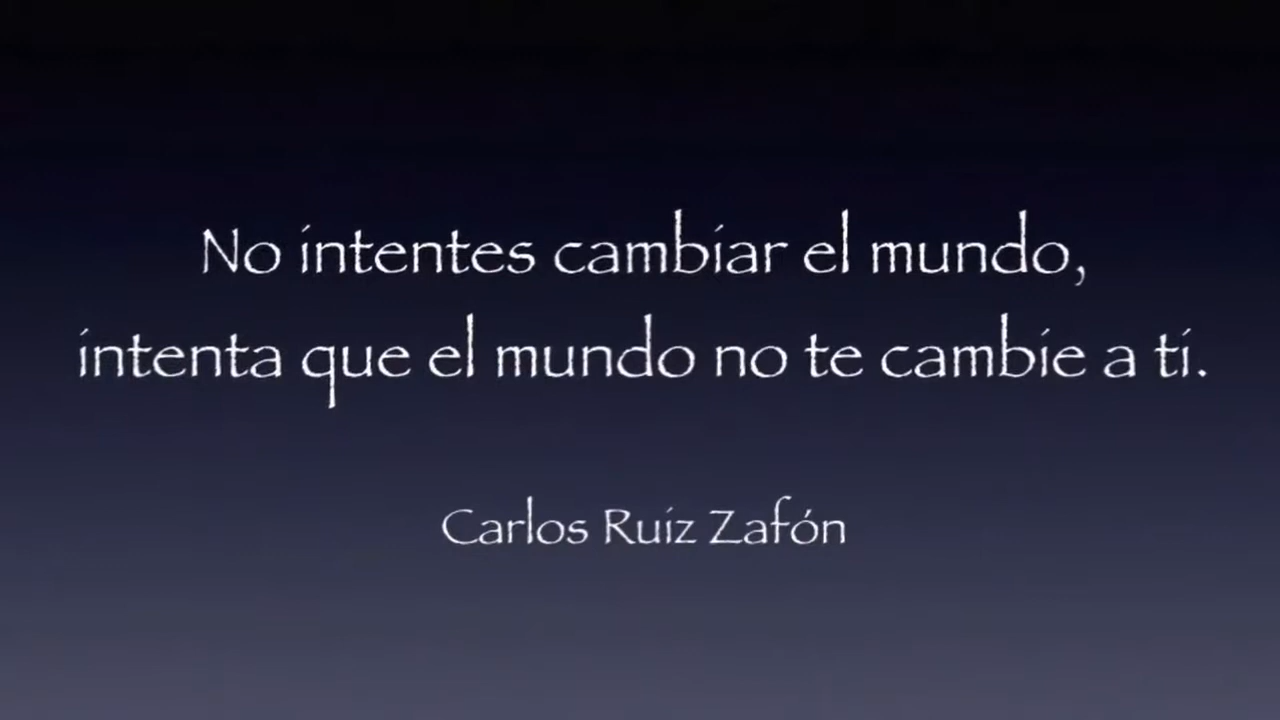 No intentes cambiar el mundo,
intenta que el mundo no te cambie a ti.
Carlos Ruiz Zafón